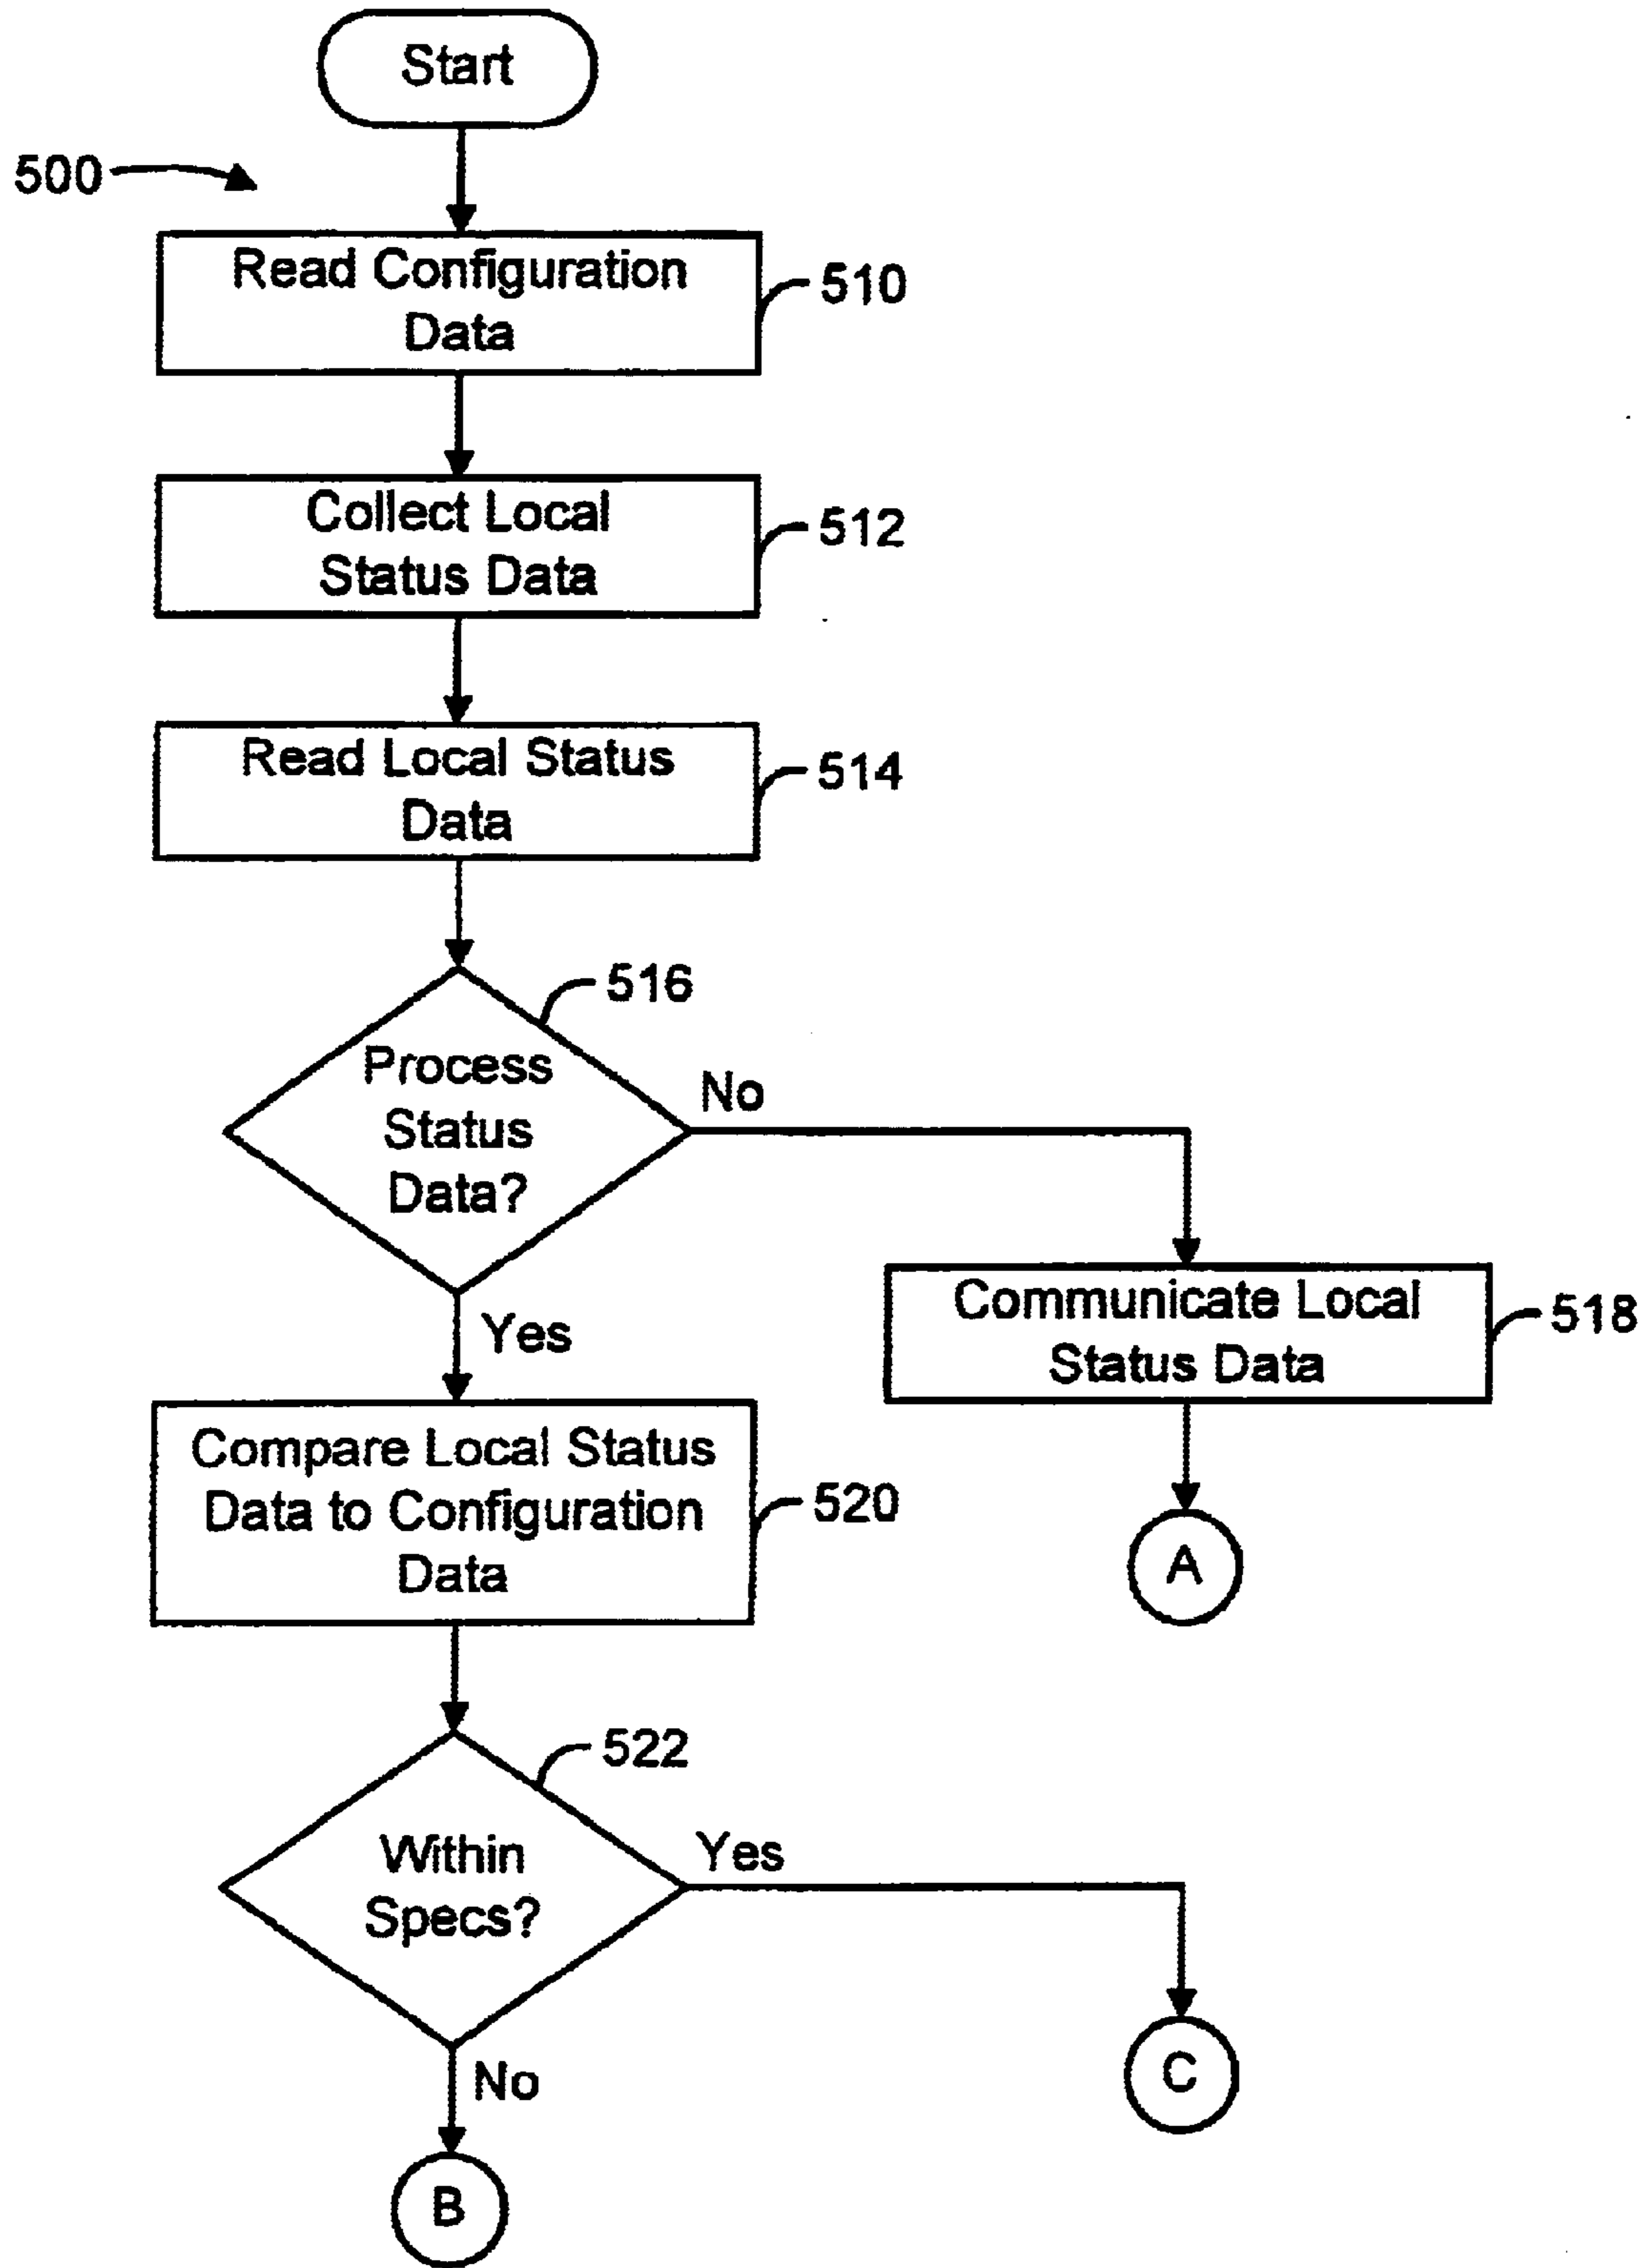 Start
500
Read Configuration
Data
510
Collect Local
Status Data
512
Read Local Status
Data
514
516
Process
Status
Data?
No
Yes
Communicate Local
Status Data
518
Compare Local Status
Data to Configuration
Data
520
A
522
Within
Specs?
Yes
No
C
B